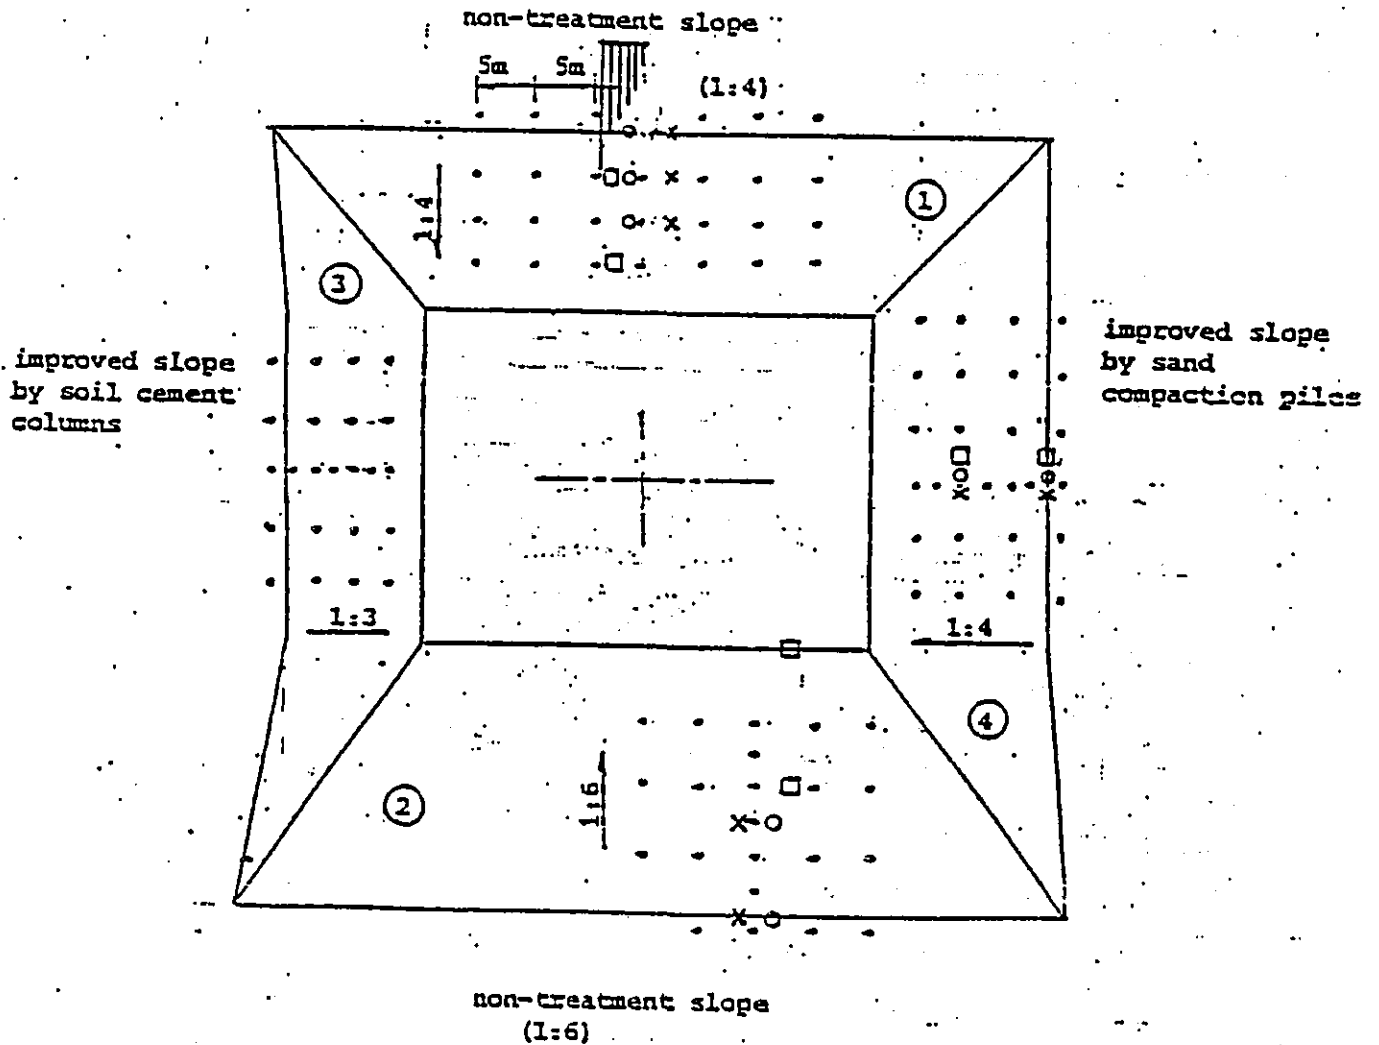 non-treatment slope
5m 5m
(1:4)
1:4
1
3
improved slope
by soil cement
columns
improved slope
by sand
compaction piles
1:3
1:4
4
2
1:6
non-treatment slope
(1:6)